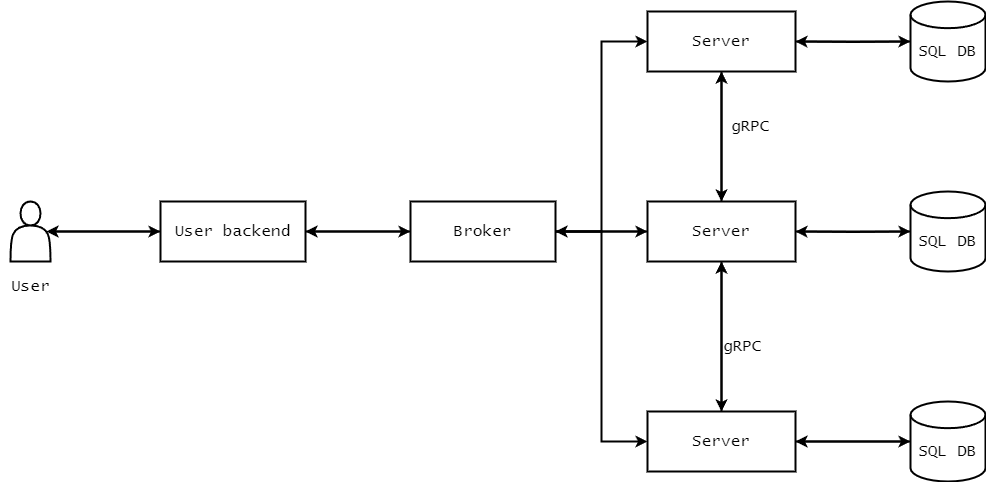 Server
SQL DB
gRPC
User backend
Broker
Server
SQL DB
User
gRPC
Server
SQL DB